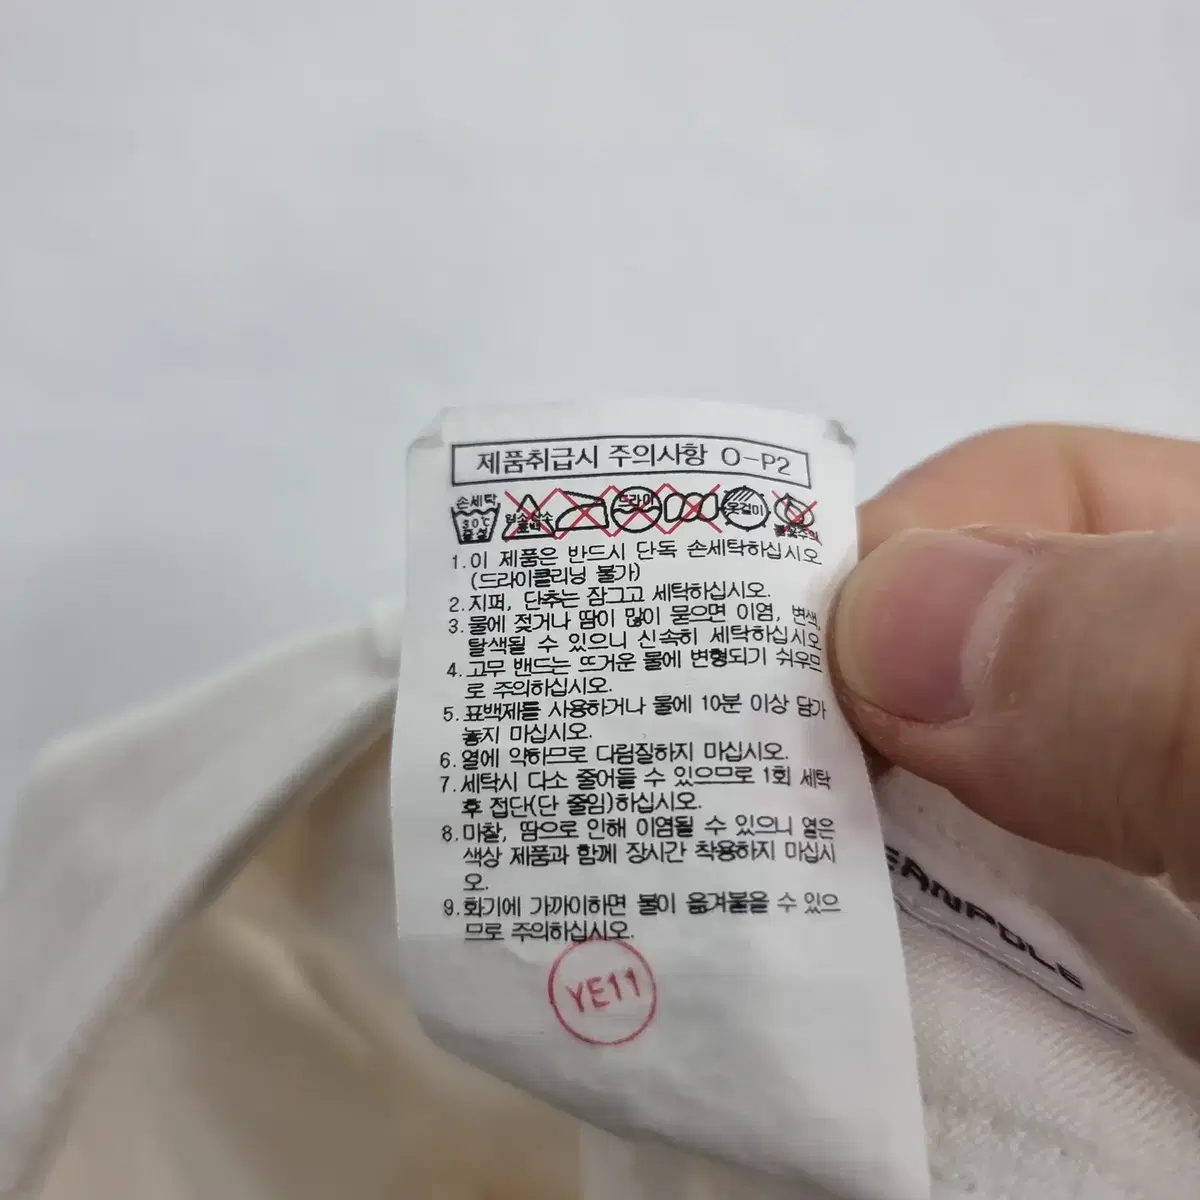 제품취급시 주의사항 O-P2
손세탁
30℃
중성
염소산소
표백
드라이
옷걸이
불꽃주의
1.이 제품은 반드시 단독 손세탁하십시오
(드라이클리닝 불가)
2.지퍼, 단추는 잠그고 세탁하십시오.
3.물에 젖거나 땀이 많이 묻으면 이염, 변색,
탈색될 수 있으니 신속히 세탁하십시오
4.고무 밴드는 뜨거운 물에 변형되기 쉬우므
로 주의하십시오.
5.표백제를 사용하거나 물에 10분 이상 담가
놓지 마십시오.
6.열에 약하므로 다림질하지 마십시오.
7.세탁시 다소 줄어들 수 있으므로 1회 세탁
후 접단(단 줄임)하십시오.
8.마찰, 땀으로 인해 이염될 수 있으니 옅은
색상 제품과 함께 장시간 착용하지 마십시
오.
9.화기에 가까이하면 불이 옮겨붙을 수 있으
므로 주의하십시오.
YE11
EANPOLE